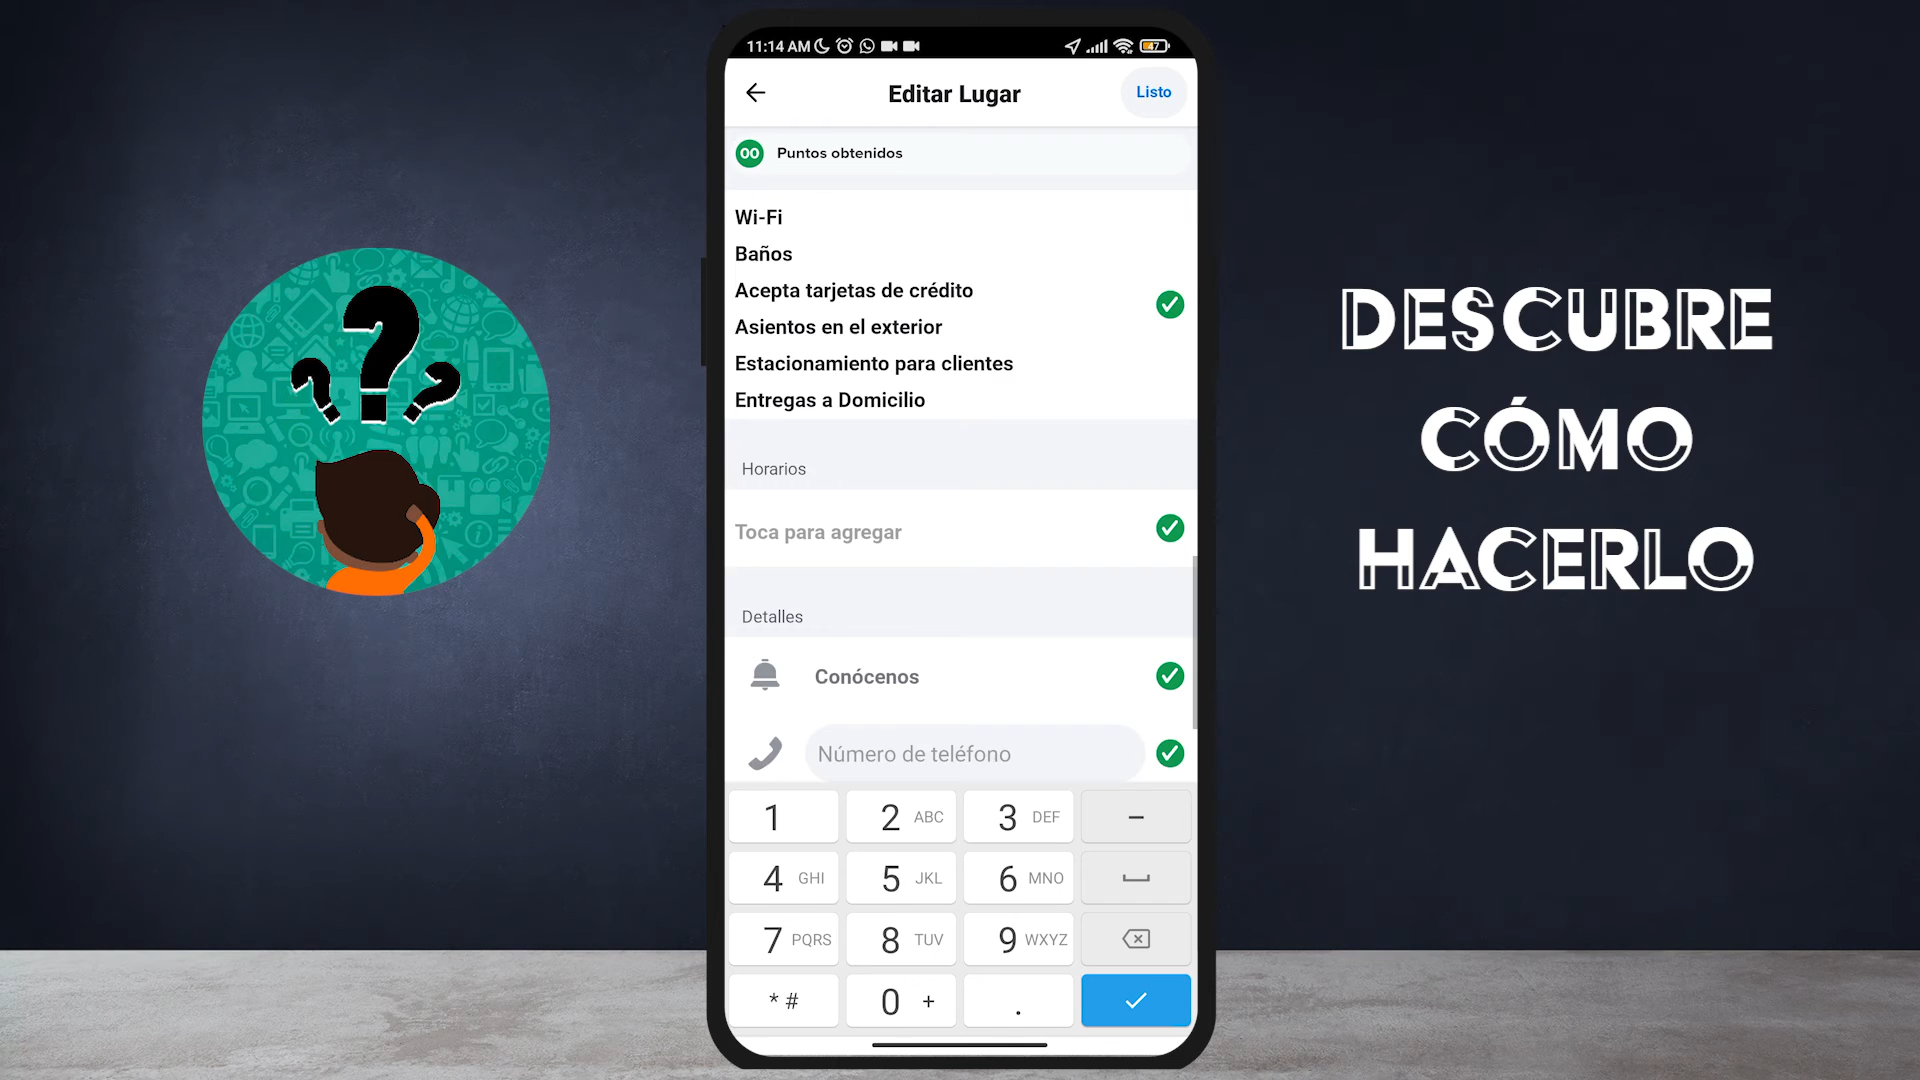 11:14 AM
47
Editar Lugar
Listo
00 Puntos obtenidos
Wi-Fi
Baños
Acepta tarjetas de crédito
Asientos en el exterior
Estacionamiento para clientes
Entregas a Domicilio
Horarios
Toca para agregar
Detalles
Conócenos
Número de teléfono
1 2 ABC 3 DEF -
4 GHI 5 JKL 6 MNO
7 PQRS 8 TUV 9 WXYZ
* # 0 + .
DESCUBRE
CÓMO
HACERLO